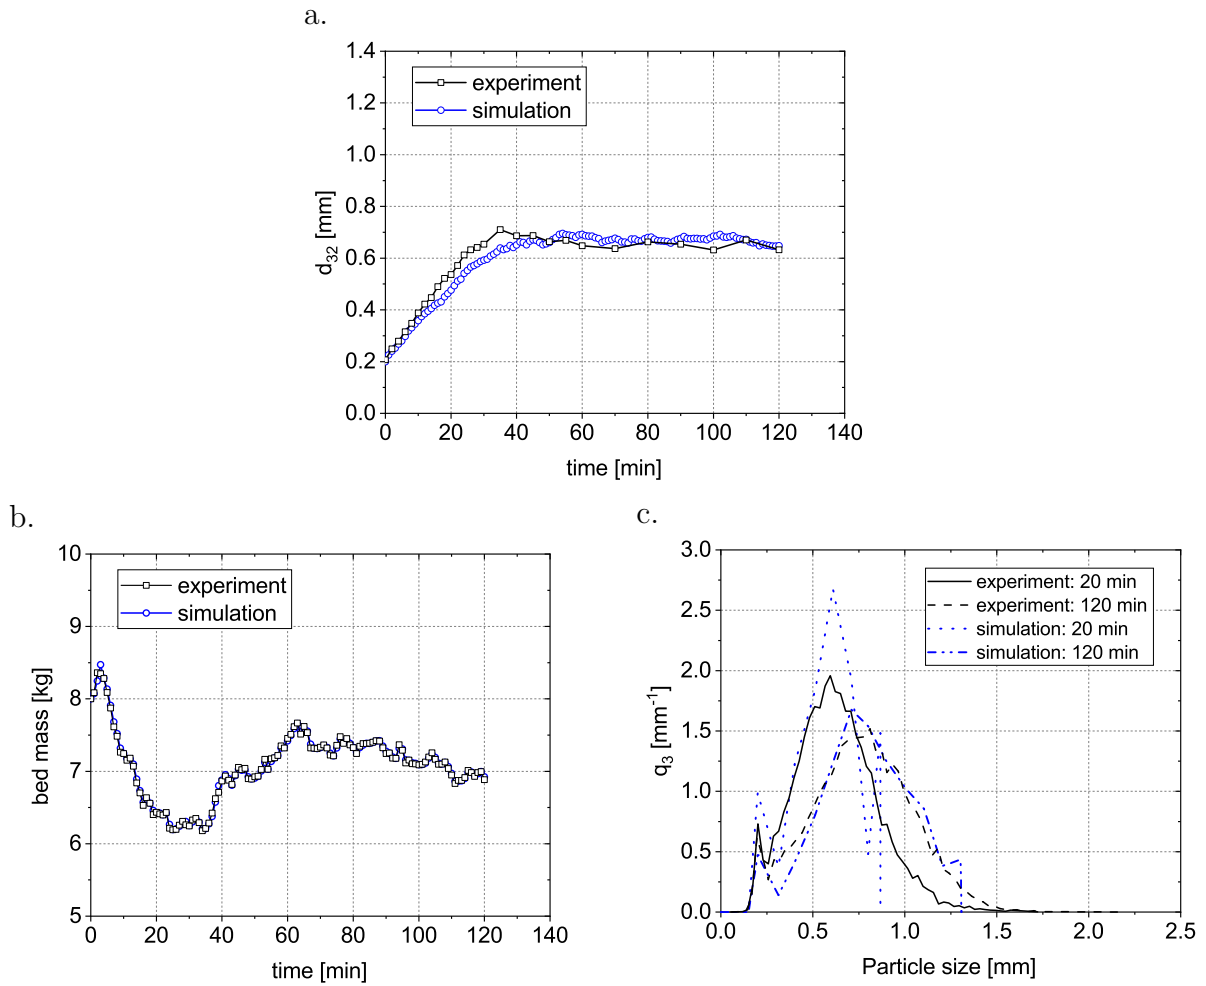 a.
1.4
1.2
1.0
0.8
0.6
0.4
0.2
0.0
d32 [mm]
experiment
simulation
0 20 40 60 80 100 120 140
time [min]
b.
10
9
8
7
6
5
bed mass [kg]
experiment
simulation
0 20 40 60 80 100 120 140
time [min]
c.
3.0
2.5
2.0
1.5
1.0
0.5
0.0
q3 [mm-1]
experiment: 20 min
experiment: 120 min
simulation: 20 min
simulation: 120 min
0.0 0.5 1.0 1.5 2.0 2.5
Particle size [mm]